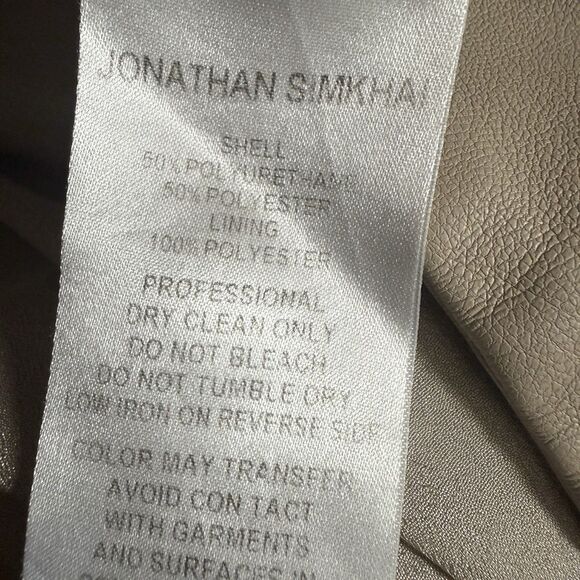 JONATHAN SIMKHAI
SHELL
50% POLYURETHANE
50% POLYESTER
LINING
100% POLYESTER
PROFESSIONAL
DRY CLEAN ONLY
DO NOT BLEACH
DO NOT TUMBLE DRY
LOW IRON ON REVERSE SIDE
COLOR MAY TRANSFER
AVOID CON TACT
WITH GARMENTS
AND SURFACES IN